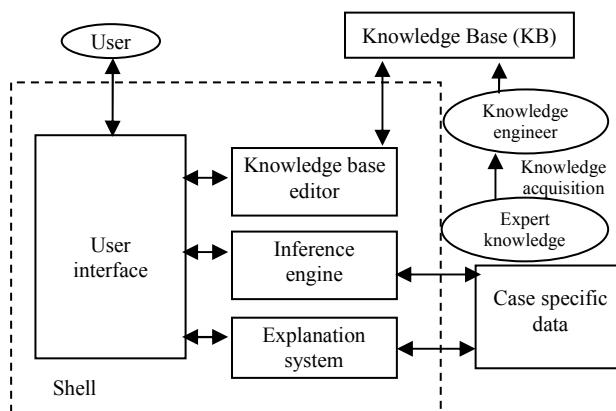 User
Knowledge Base (KB)
Knowledge
engineer
Knowledge
acquisition
Expert
knowledge
Knowledge base
editor
User
interface
Inference
engine
Case specific
data
Explanation
system
Shell